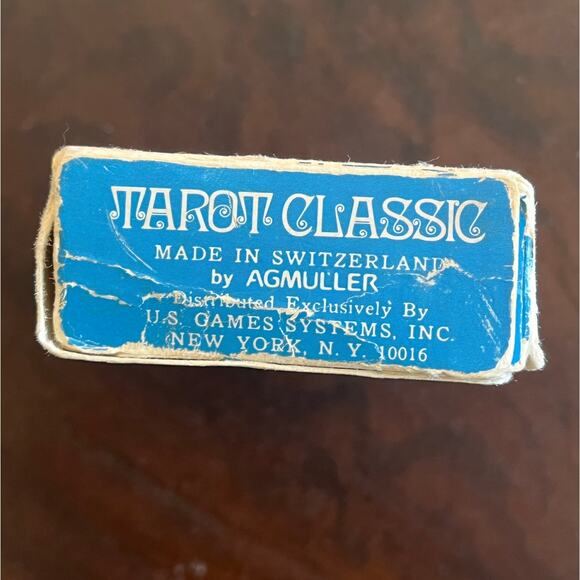 TAROT CLASSIC
MADE IN SWITZERLAND
by AGMULLER
Distributed Exclusively By
U.S. GAMES SYSTEMS, INC.
NEW YORK, N. Y. 10016